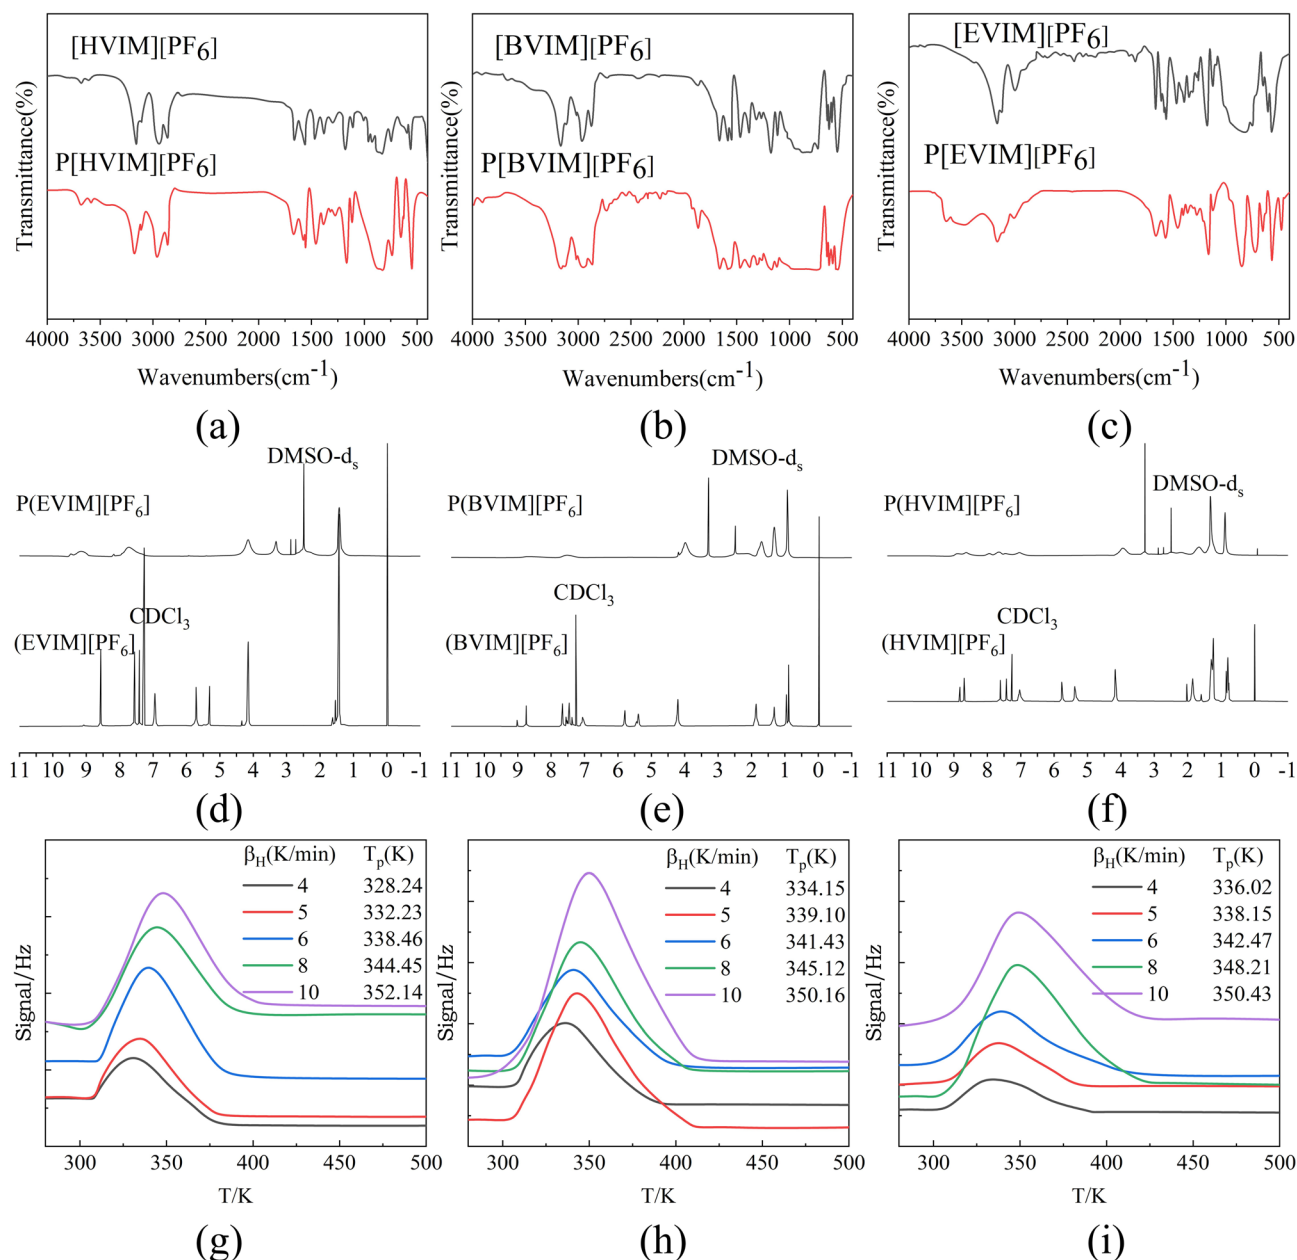 [HVIM][PF6]
P[HVIM][PF6]
Transmittance(%)
4000 3500 3000 2500 2000 1500 1000 500
Wavenumbers(cm-1)
(a)
[BVIM][PF6]
P[BVIM][PF6]
Transmittance(%)
4000 3500 3000 2500 2000 1500 1000 500
Wavenumbers(cm-1)
(b)
[EVIM][PF6]
P[EVIM][PF6]
Transmittance(%)
4000 3500 3000 2500 2000 1500 1000 500
Wavenumbers(cm-1)
(c)
DMSO-ds
P(EVIM][PF6]
CDCl3
(EVIM][PF6]
11 10 9 8 7 6 5 4 3 2 1 0 -1
(d)
DMSO-ds
P(BVIM][PF6]
CDCl3
(BVIM][PF6]
11 10 9 8 7 6 5 4 3 2 1 0 -1
(e)
DMSO-ds
P(HVIM][PF6]
CDCl3
(HVIM][PF6]
11 10 9 8 7 6 5 4 3 2 1 0 -1
(f)
βH(K/min) Tp(K)
4 328.24
5 332.23
6 338.46
8 344.45
10 352.14
Signal/Hz
300 350 400 450 500
T/K
(g)
βH(K/min) Tp(K)
4 334.15
5 339.10
6 341.43
8 345.12
10 350.16
Signal/Hz
300 350 400 450 500
T/K
(h)
βH(K/min) Tp(K)
4 336.02
5 338.15
6 342.47
8 348.21
10 350.43
Signal/Hz
300 350 400 450 500
T/K
(i)